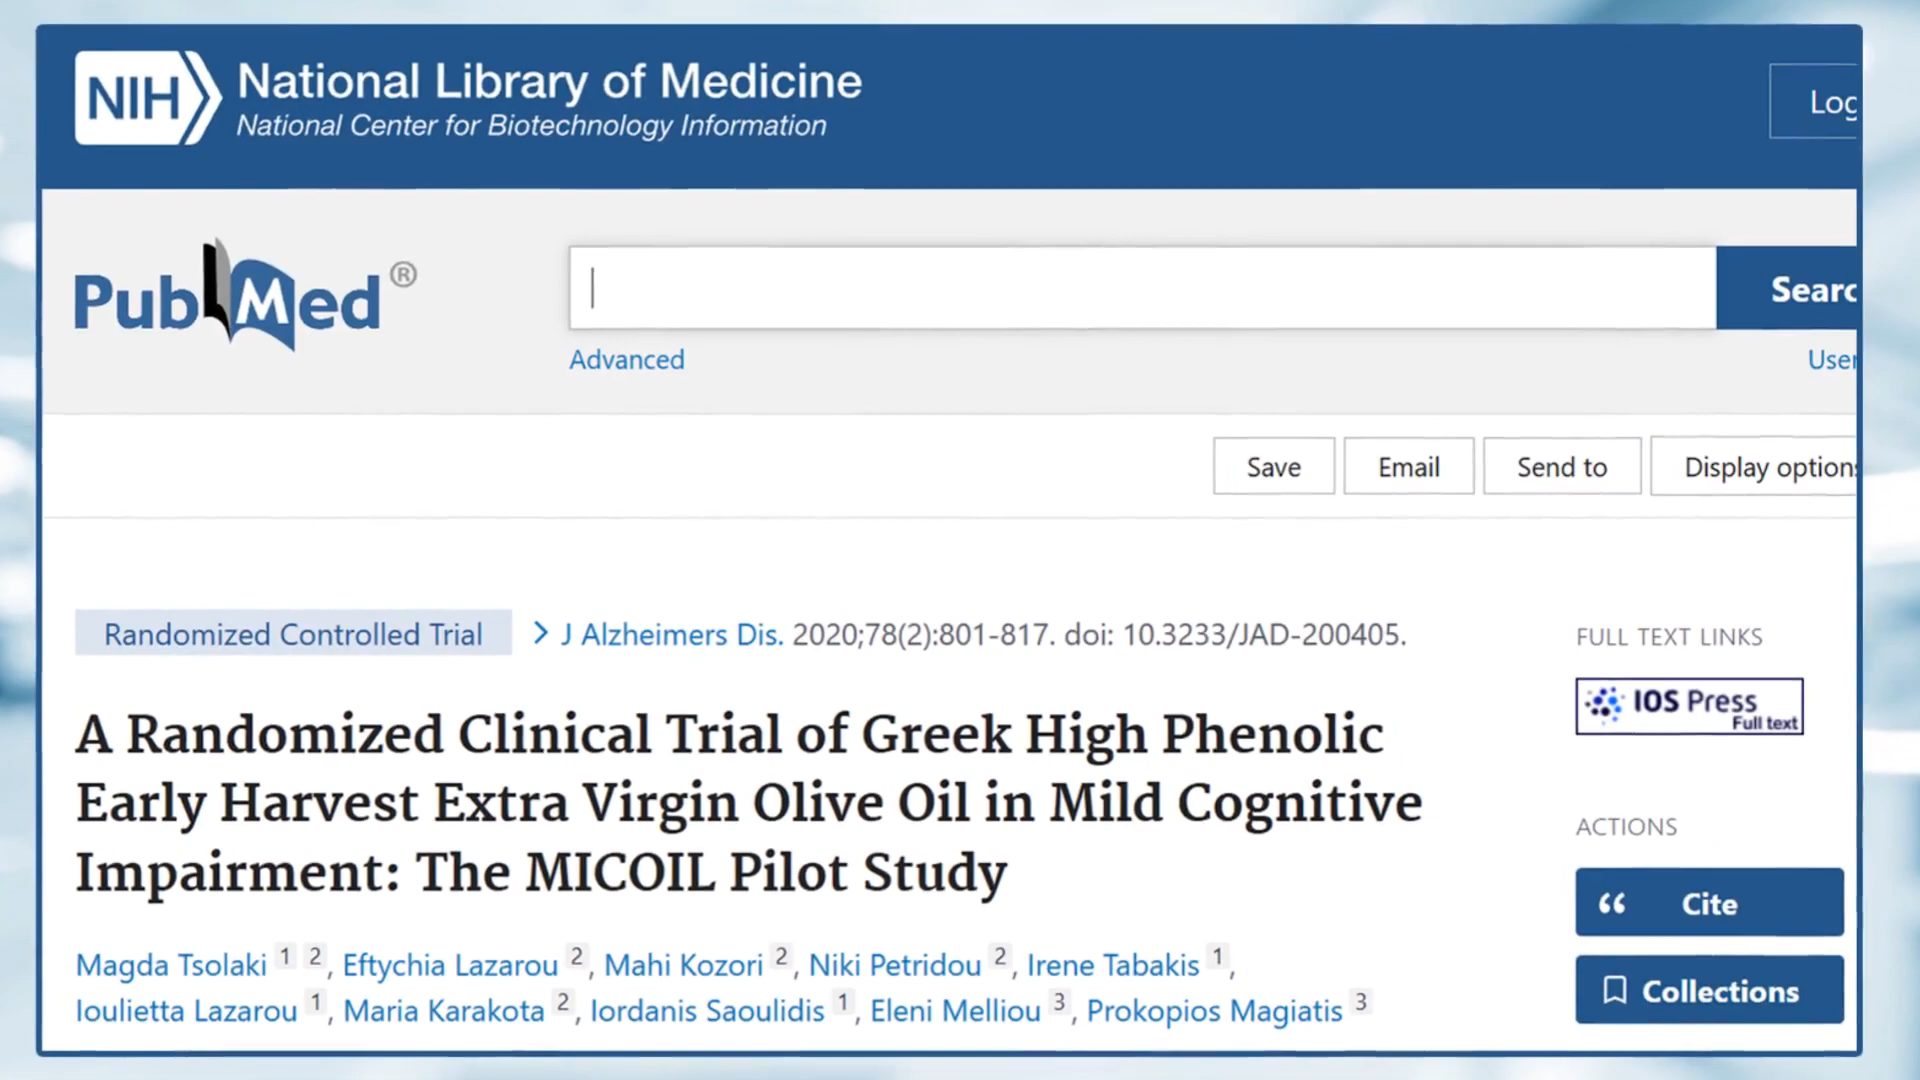 NIH National Library of Medicine
National Center for Biotechnology Information
Log
PubMed®
Searc
Advanced
User
Save Email Send to Display options
Randomized Controlled Trial > J Alzheimers Dis. 2020;78(2):801-817. doi: 10.3233/JAD-200405.
A Randomized Clinical Trial of Greek High Phenolic
Early Harvest Extra Virgin Olive Oil in Mild Cognitive
Impairment: The MICOIL Pilot Study
Magda Tsolaki 1 2, Eftychia Lazarou 2, Mahi Kozori 2, Niki Petridou 2, Irene Tabakis 1,
Ioulietta Lazarou 1, Maria Karakota 2, Iordanis Saoulidis 1, Eleni Melliou 3, Prokopios Magiatis 3
FULL TEXT LINKS
IOS Press
Full text
ACTIONS
“ Cite
Collections